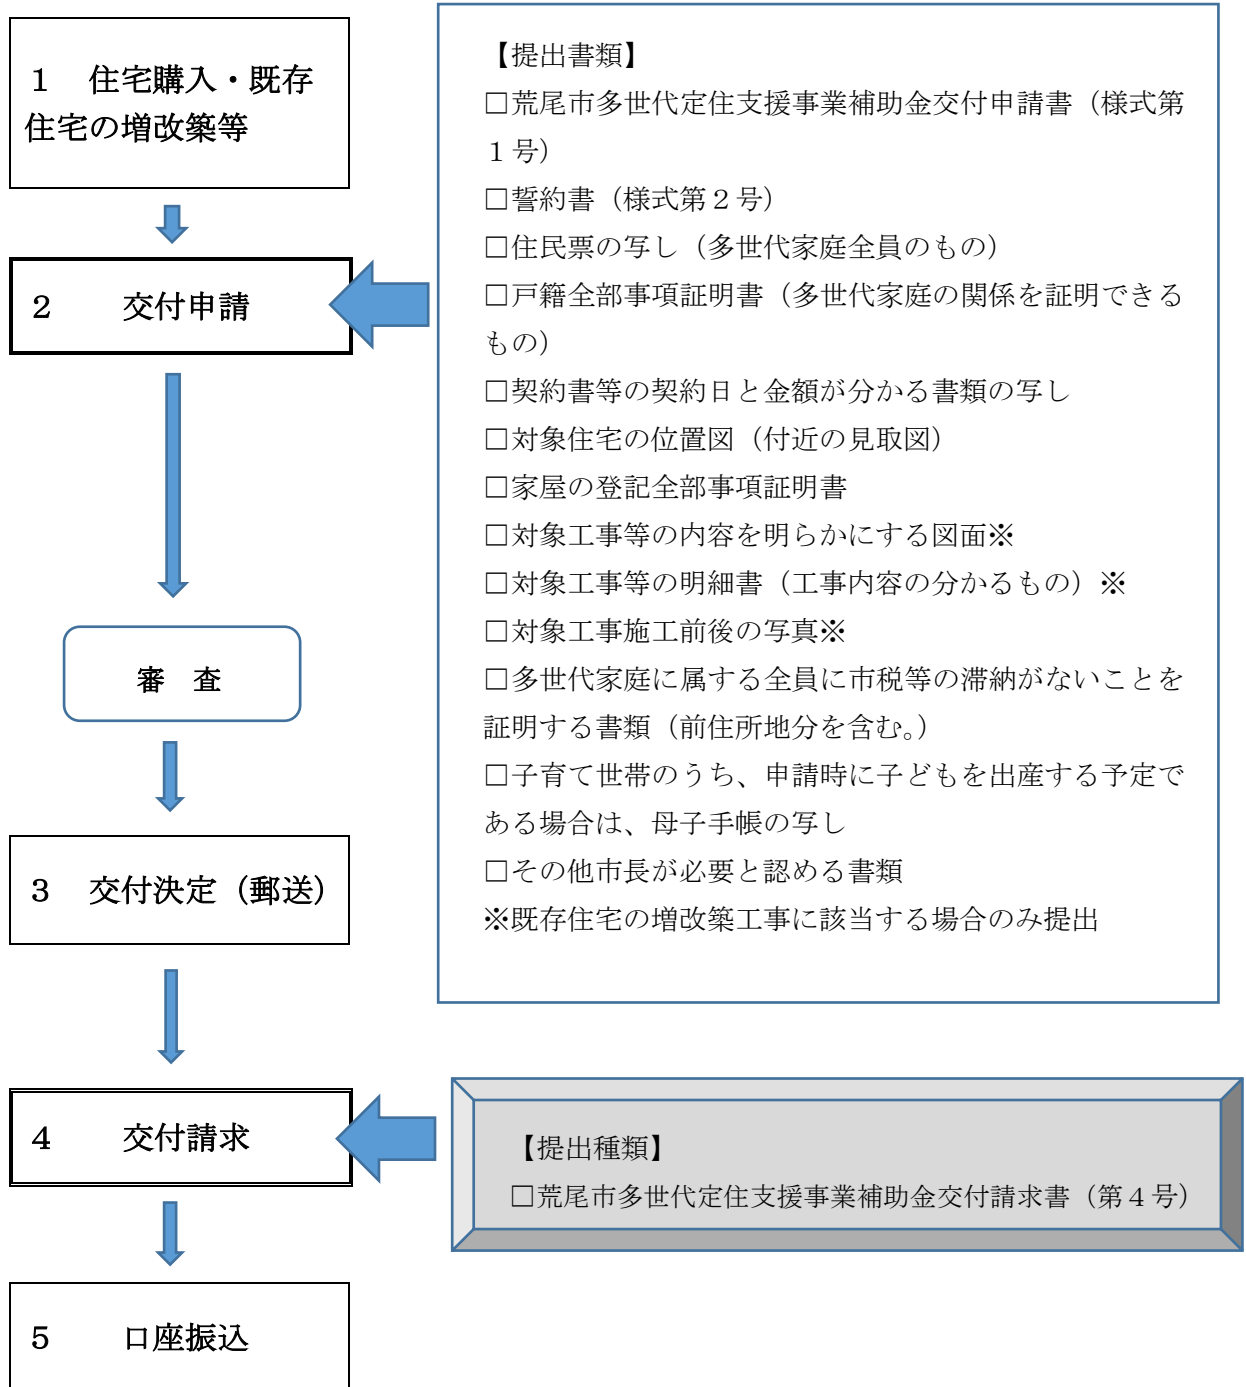 １　住宅購入・既存
住宅の増改築等
２　　交付申請
審　査
３　交付決定（郵送）
４　　交付請求
５　　口座振込
【提出書類】
□荒尾市多世代定住支援事業補助金交付申請書（様式第
１号）
□誓約書（様式第２号）
□住民票の写し（多世代家庭全員のもの）
□戸籍全部事項証明書（多世代家庭の関係を証明できる
もの）
□契約書等の契約日と金額が分かる書類の写し
□対象住宅の位置図（付近の見取図）
□家屋の登記全部事項証明書
□対象工事等の内容を明らかにする図面※
□対象工事等の明細書（工事内容の分かるもの）※
□対象工事施工前後の写真※
□多世代家庭に属する全員に市税等の滞納がないことを
証明する書類（前住所地分を含む。）
□子育て世帯のうち、申請時に子どもを出産する予定で
ある場合は、母子手帳の写し
□その他市長が必要と認める書類
※既存住宅の増改築工事に該当する場合のみ提出
【提出種類】
□荒尾市多世代定住支援事業補助金交付請求書（第４号）